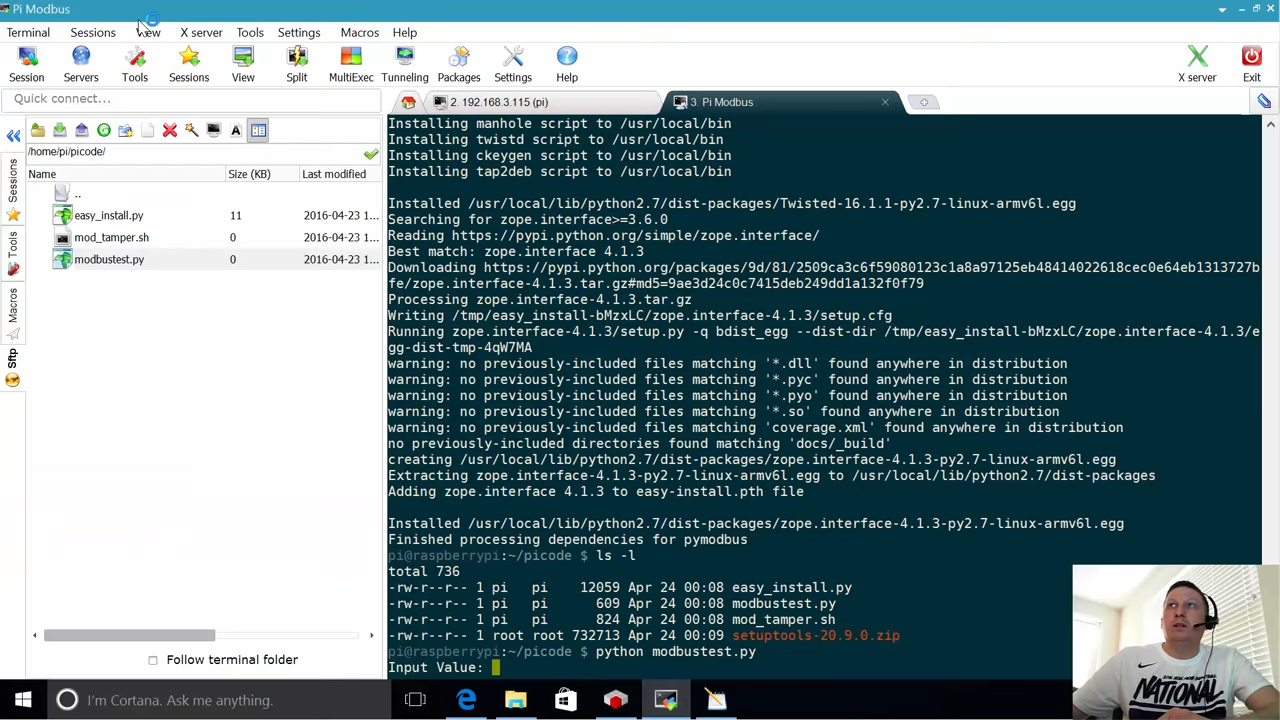 Pi Modbus
Terminal Sessions View X server Tools Settings Macros Help
Session Servers Tools Sessions View Split MultiExec Tunneling Packages Settings Help X server Exit
Quick connect...
2. 192.168.3.115 (pi)
3. Pi Modbus
/home/pi/picode/
Name Size (KB) Last modified
..
easy_install.py 11 2016-04-23 1...
mod_tamper.sh 0 2016-04-23 1...
modbustest.py 0 2016-04-23 1...
Sessions
Tools
Macros
Sftp
Follow terminal folder
Installing manhole script to /usr/local/bin
Installing twistd script to /usr/local/bin
Installing ckeygen script to /usr/local/bin
Installing tap2deb script to /usr/local/bin
Installed /usr/local/lib/python2.7/dist-packages/Twisted-16.1.1-py2.7-linux-armv6l.egg
Searching for zope.interface>=3.6.0
Reading https://pypi.python.org/simple/zope.interface/
Best match: zope.interface 4.1.3
Downloading https://pypi.python.org/packages/9d/81/2509ca3c6f59080123c1a8a97125eb48414022618cec0e64eb1313727b
fe/zope.interface-4.1.3.tar.gz#md5=9ae3d24c0c7415deb249dd1a132f0f79
Processing zope.interface-4.1.3.tar.gz
Writing /tmp/easy_install-bMzxLC/zope.interface-4.1.3/setup.cfg
Running zope.interface-4.1.3/setup.py -q bdist_egg --dist-dir /tmp/easy_install-bMzxLC/zope.interface-4.1.3/e
gg-dist-tmp-4qW7MA
warning: no previously-included files matching '*.dll' found anywhere in distribution
warning: no previously-included files matching '*.pyc' found anywhere in distribution
warning: no previously-included files matching '*.pyo' found anywhere in distribution
warning: no previously-included files matching '*.so' found anywhere in distribution
warning: no previously-included files matching 'coverage.xml' found anywhere in distribution
no previously-included directories found matching 'docs/_build'
creating /usr/local/lib/python2.7/dist-packages/zope.interface-4.1.3-py2.7-linux-armv6l.egg
Extracting zope.interface-4.1.3-py2.7-linux-armv6l.egg to /usr/local/lib/python2.7/dist-packages
Adding zope.interface 4.1.3 to easy-install.pth file
Installed /usr/local/lib/python2.7/dist-packages/zope.interface-4.1.3-py2.7-linux-armv6l.egg
Finished processing dependencies for pymodbus
pi@raspberrypi:~/picode $ ls -l
total 736
-rw-r--r-- 1 pi pi 12059 Apr 24 00:08 easy_install.py
-rw-r--r-- 1 pi pi 609 Apr 24 00:08 modbustest.py
-rw-r--r-- 1 pi pi 824 Apr 24 00:08 mod_tamper.sh
-rw-r--r-- 1 root root 732713 Apr 24 00:09 setuptools-20.9.0.zip
pi@raspberrypi:~/picode $ python modbustest.py
Input Value:
NATIONAL
I'm Cortana. Ask me anything.